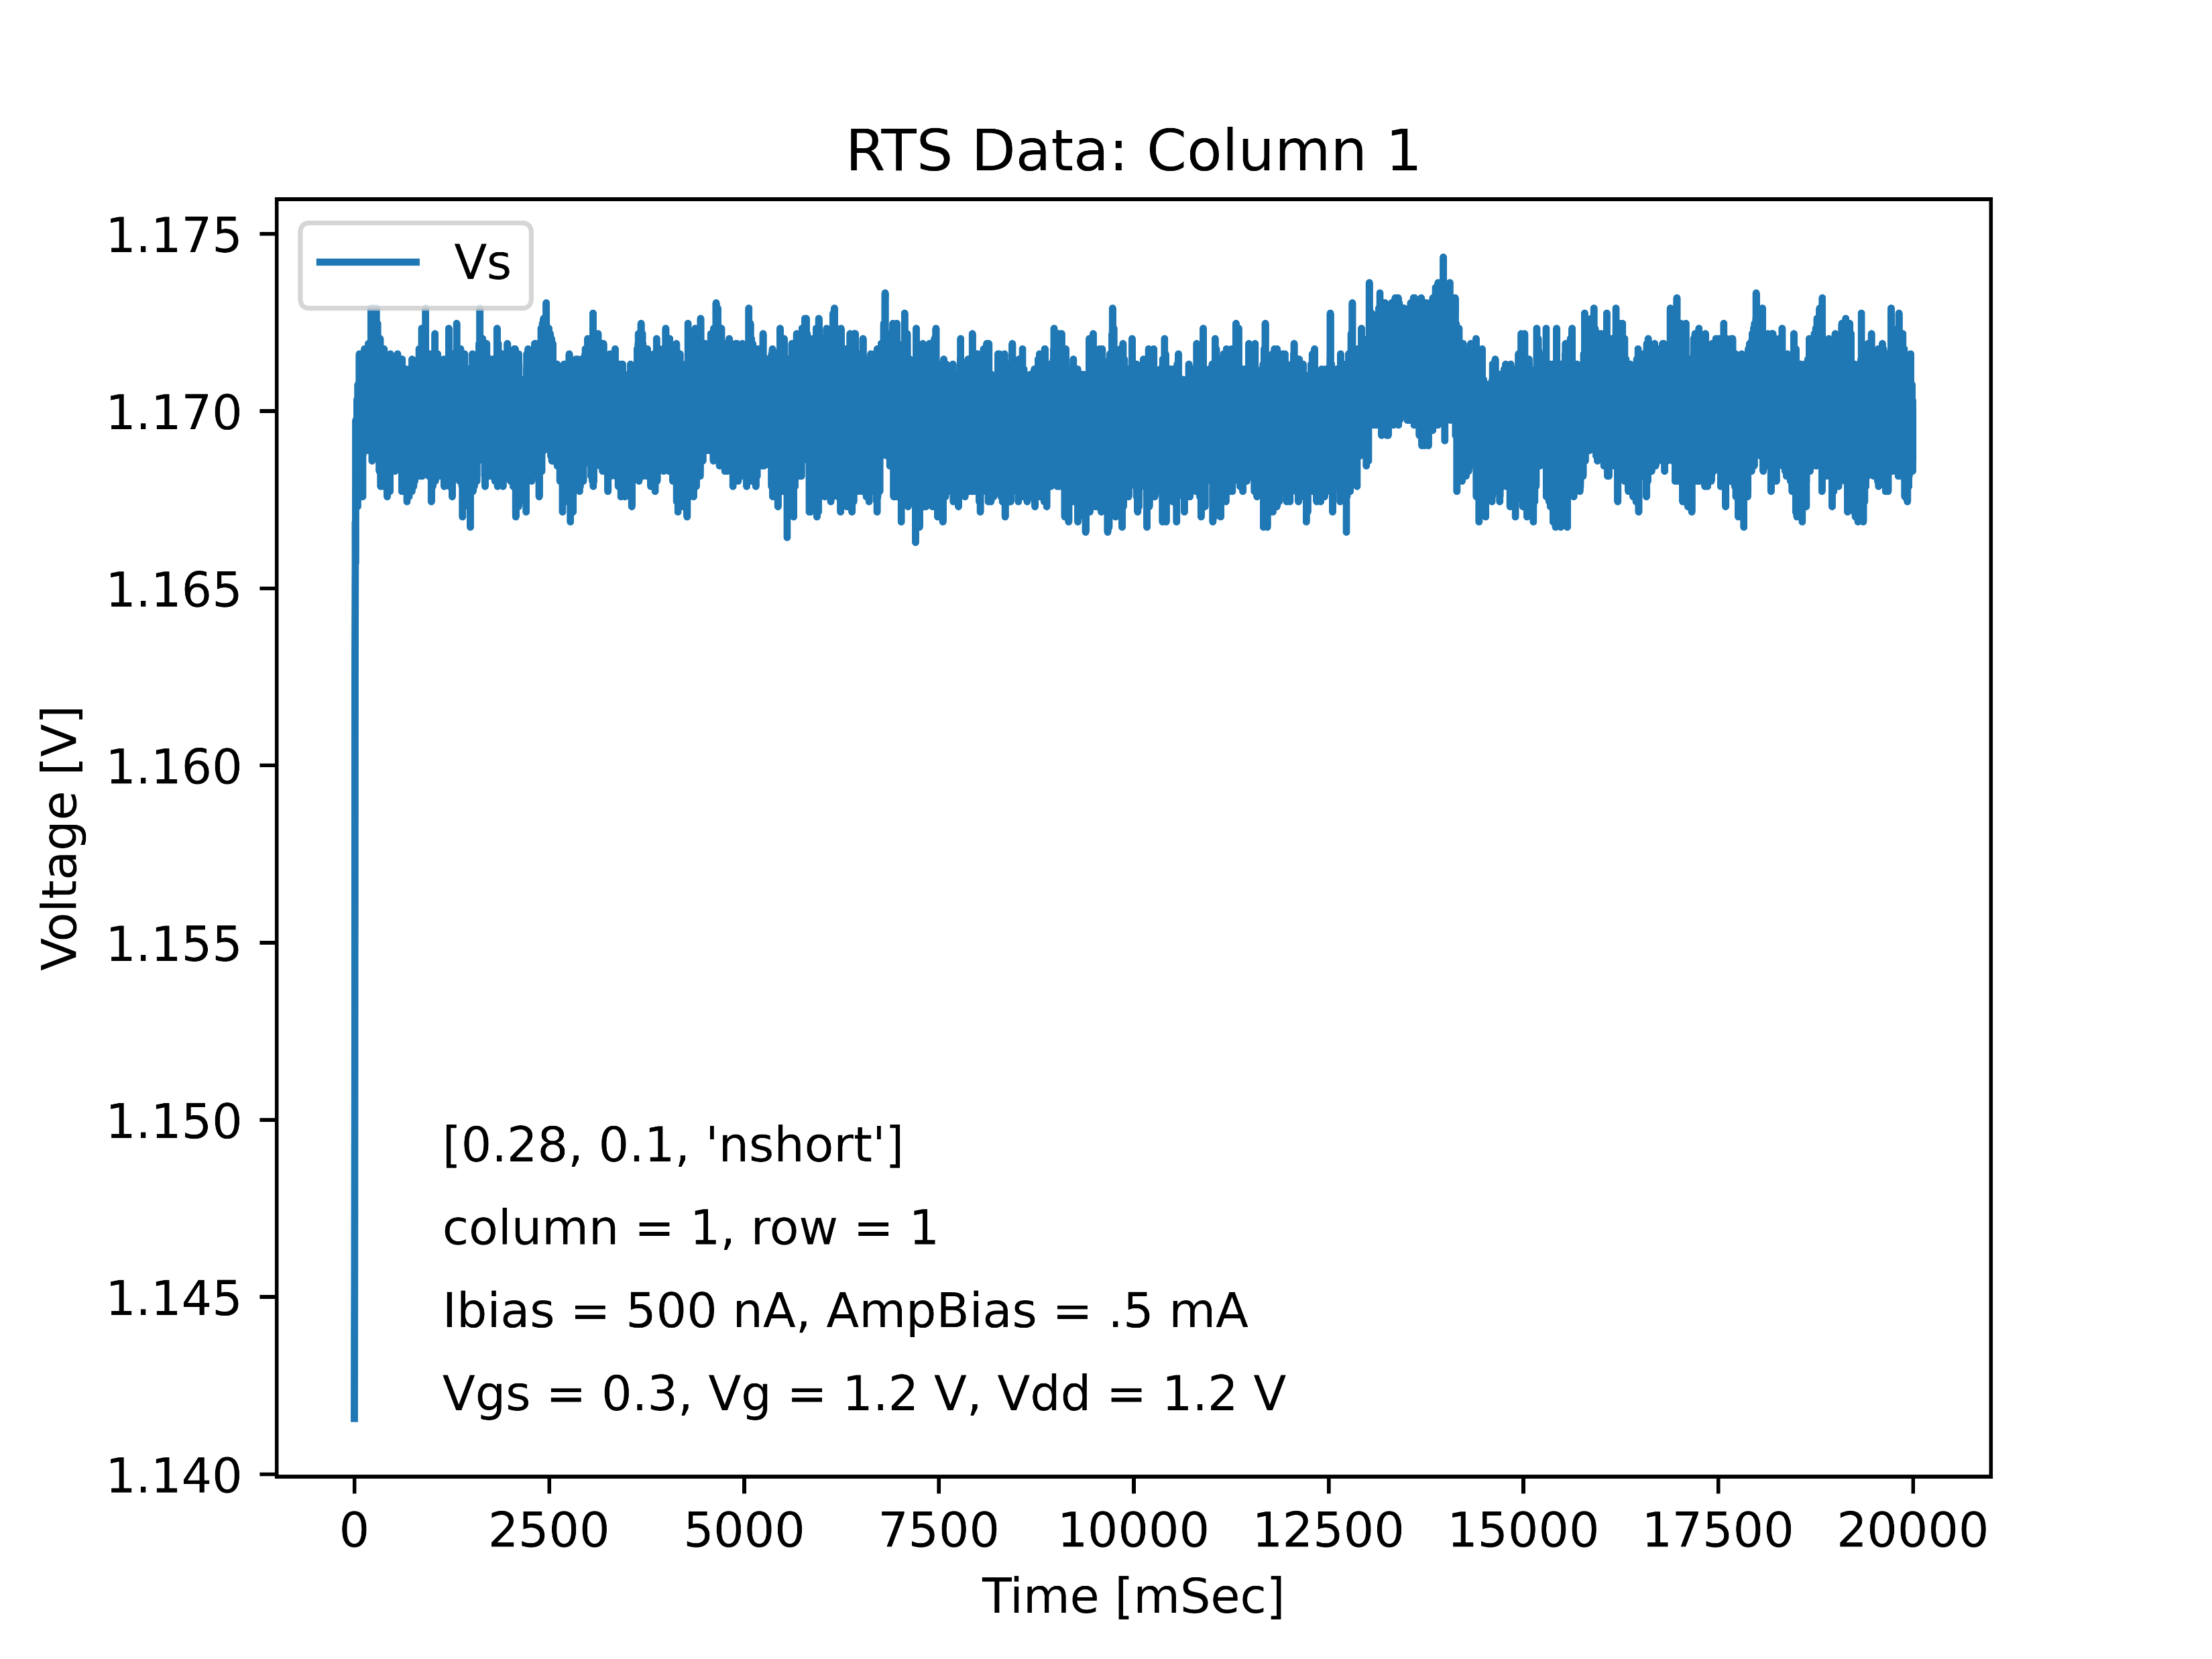 RTS Data: Column 1
Vs
1.175
1.170
1.165
1.160
1.155
1.150
1.145
1.140
Voltage [V]
[0.28, 0.1, 'nshort']
column = 1, row = 1
Ibias = 500 nA, AmpBias = .5 mA
Vgs = 0.3, Vg = 1.2 V, Vdd = 1.2 V
0 2500 5000 7500 10000 12500 15000 17500 20000
Time [mSec]